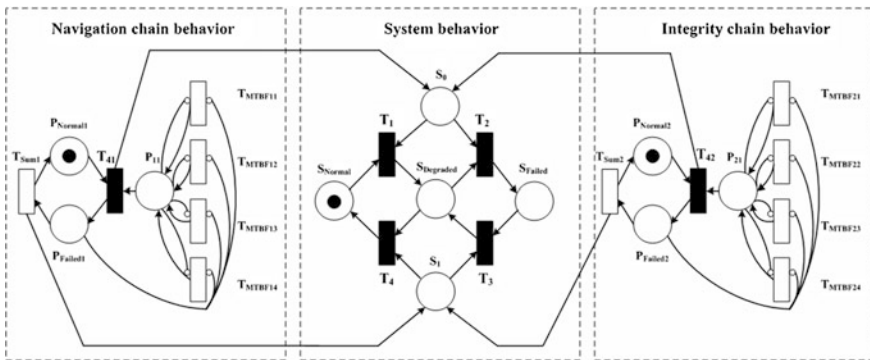 Navigation chain behavior
System behavior
Integrity chain behavior
S0
TMTBF11
TMTBF21
PNormal1
T1
T2
PNormal2
TSum1
T41
P11
TMTBF12
SNormal
SDegraded
SFailed
TSum2
T42
P21
TMTBF22
TMTBF13
TMTBF23
PFailed1
T4
S1
T3
PFailed2
TMTBF14
TMTBF24